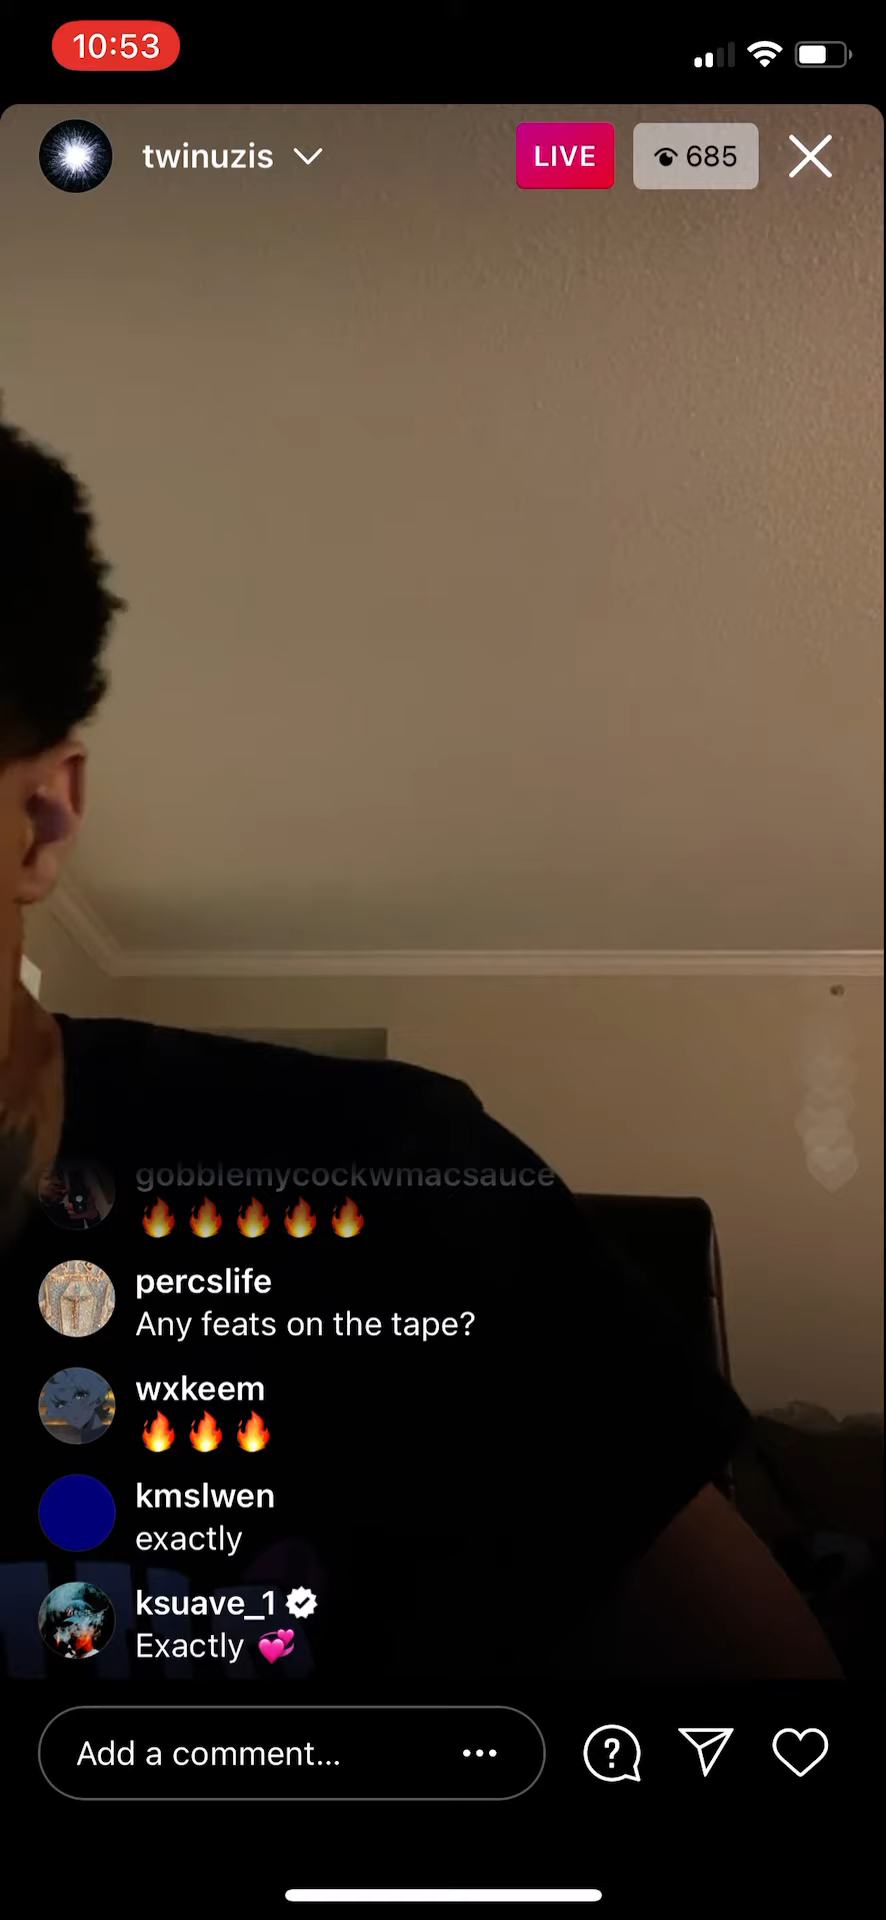 10:53
twinuzis
LIVE
685
gobblemycockwmacsauce
🔥🔥🔥🔥🔥
percslife
Any feats on the tape?
wxkeem
🔥🔥🔥
kmslwen
exactly
ksuave_1
Exactly 💞
Add a comment...